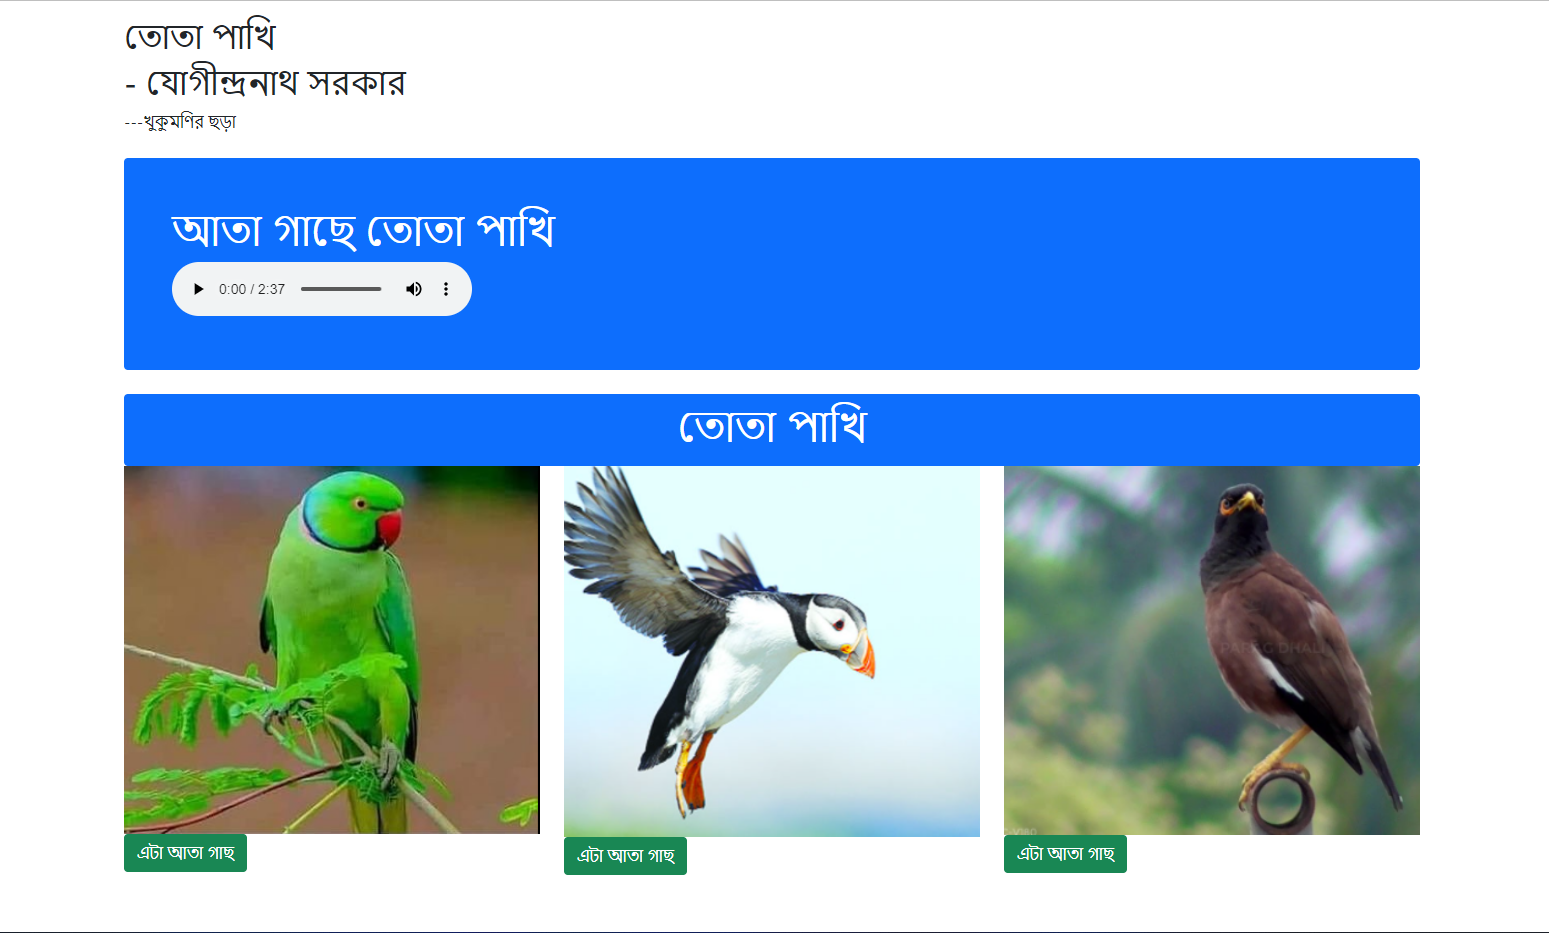 তোতা পাখি
- যোগীন্দ্রনাথ সরকার
---খুকুমণির ছড়া
আতা গাছে তোতা পাখি
0:00 / 2:37
তোতা পাখি
এটা আতা গাছ
এটা আতা গাছ
এটা আতা গাছ